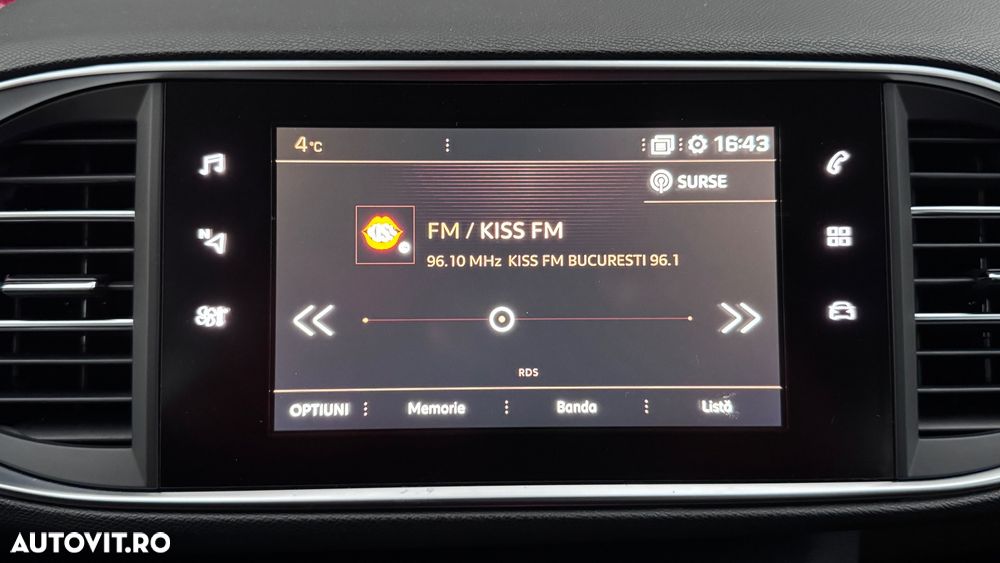 4°C
16:43
SURSE
KISS
FM / KISS FM
96.10 MHz KISS FM BUCURESTI 96.1
N
RDS
OPTIUNI Memorie Banda Listă
AUTOVIT.RO